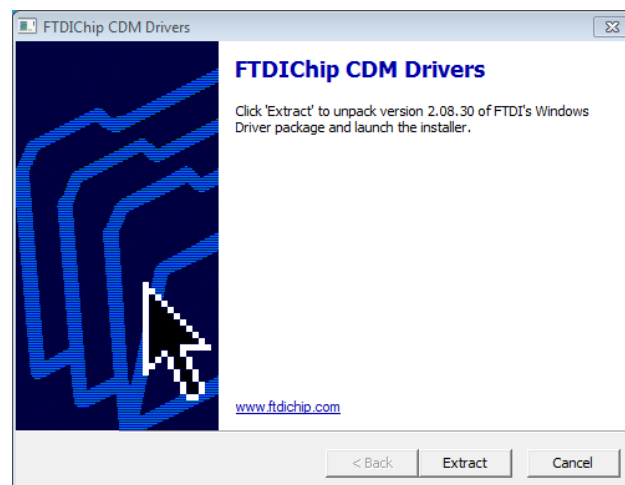 FTDIChip CDM Drivers
FTDIChip CDM Drivers
Click 'Extract' to unpack version 2.08.30 of FTDI's Windows
Driver package and launch the installer.
www.ftdichip.com
< Back Extract Cancel